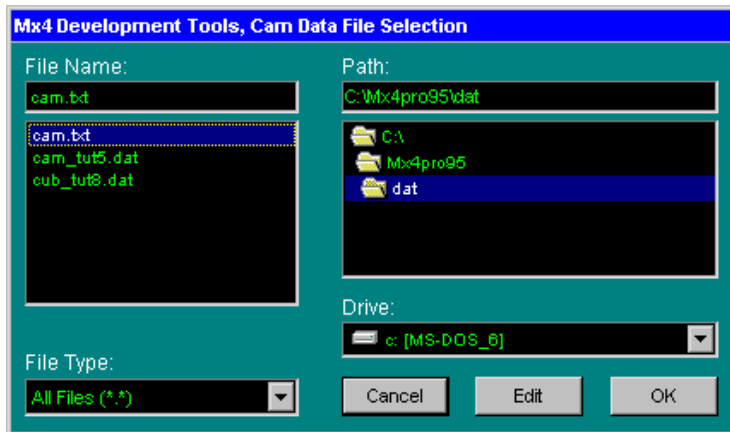 Mx4 Development Tools, Cam Data File Selection
File Name:
cam.txt
cam.txt
cam_tut5.dat
cub_tut8.dat
File Type:
All Files (*.*)
Path:
C:\Mx4pro95\dat
C:\
Mx4pro95
dat
Drive:
c: [MS-DOS_6]
Cancel
Edit
OK